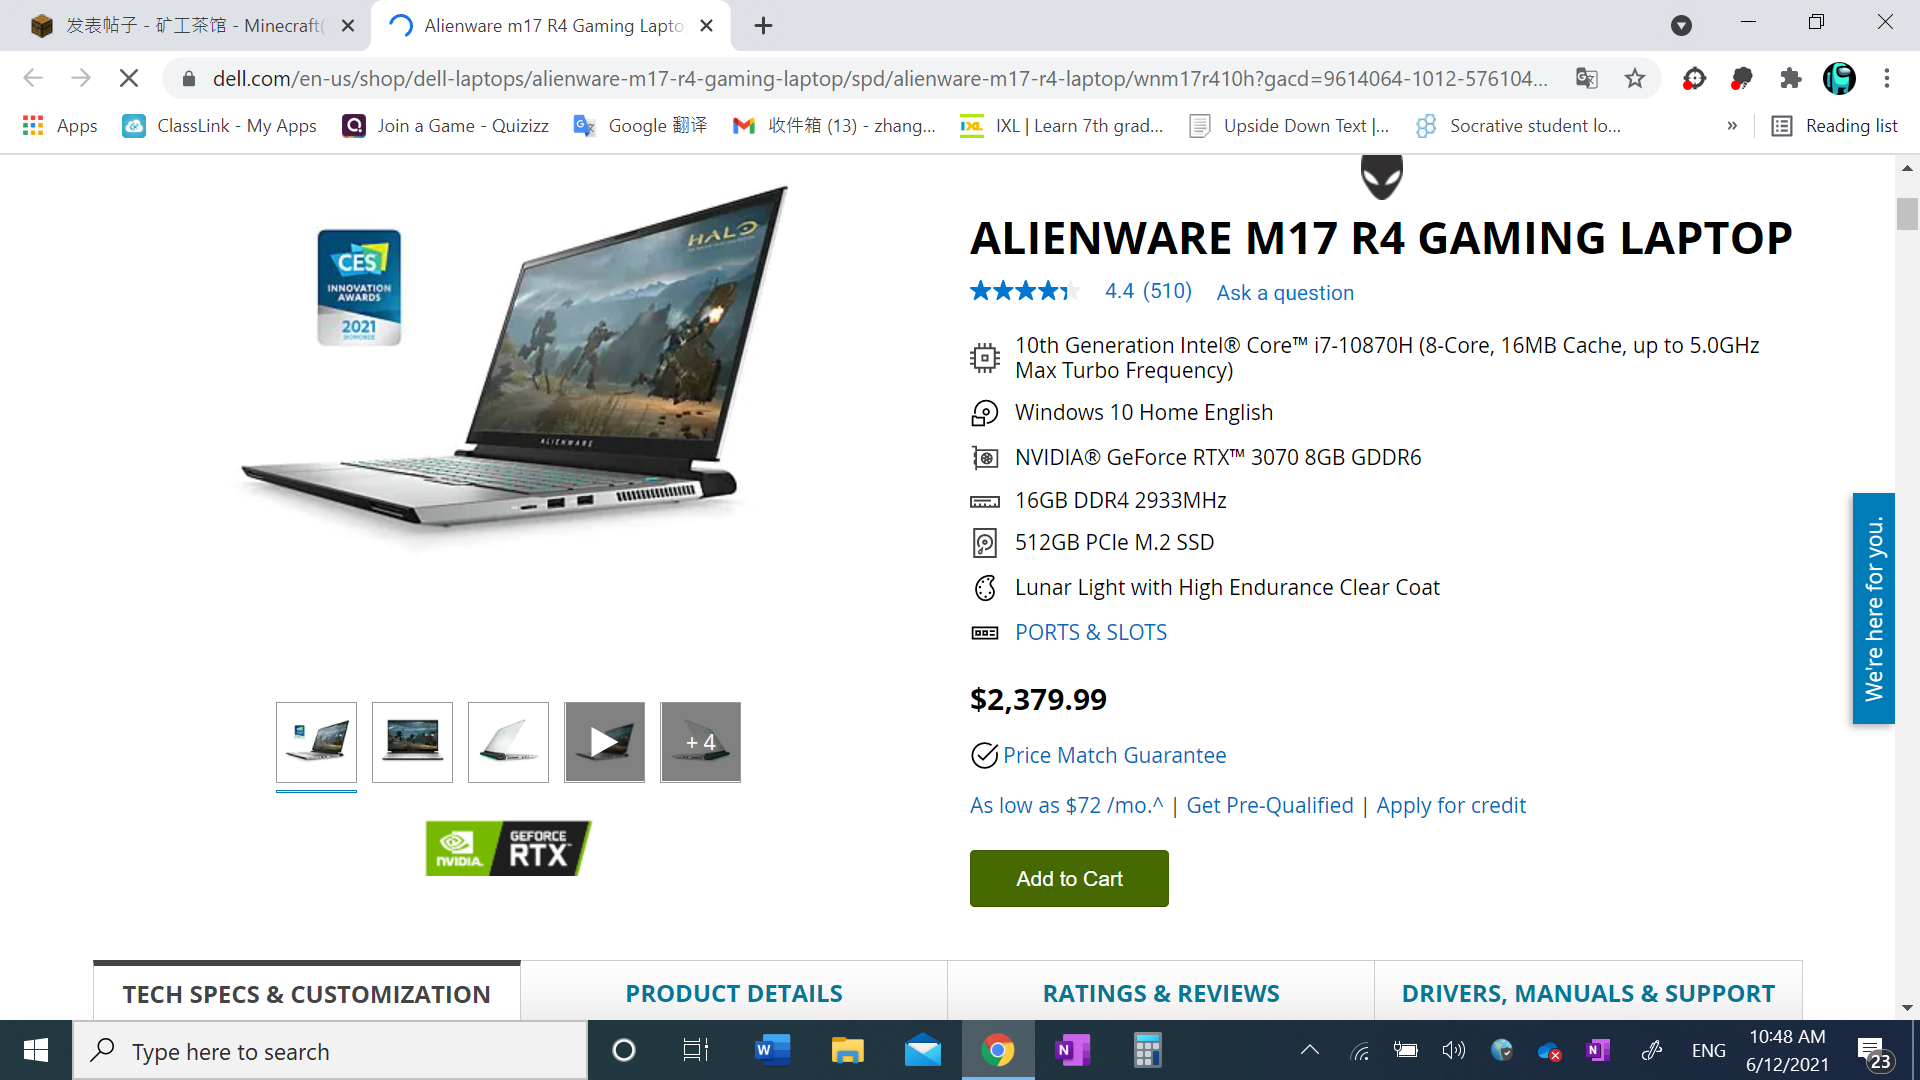 发表帖子 - 矿工茶馆 - Minecraft(
Alienware m17 R4 Gaming Lapto
dell.com/en-us/shop/dell-laptops/alienware-m17-r4-gaming-laptop/spd/alienware-m17-r4-laptop/wnm17r410h?gacd=9614064-1012-576104...
Apps
ClassLink - My Apps
Join a Game - Quizizz
Google 翻译
收件箱 (13) - zhang...
IXL | Learn 7th grad...
Upside Down Text |...
Socrative student lo...
»
Reading list
CES
INNOVATION
AWARDS
2021
HONOREE
HALO
ALIENWARE
ALIENWARE M17 R4 GAMING LAPTOP
4.4 (510) Ask a question
10th Generation Intel® Core™ i7-10870H (8-Core, 16MB Cache, up to 5.0GHz
Max Turbo Frequency)
Windows 10 Home English
NVIDIA® GeForce RTX™ 3070 8GB GDDR6
16GB DDR4 2933MHz
512GB PCIe M.2 SSD
Lunar Light with High Endurance Clear Coat
PORTS & SLOTS
We're here for you.
$2,379.99
Price Match Guarantee
As low as $72 /mo.^ | Get Pre-Qualified | Apply for credit
Add to Cart
+ 4
NVIDIA.
GEFORCE
RTX™
TECH SPECS & CUSTOMIZATION
PRODUCT DETAILS
RATINGS & REVIEWS
DRIVERS, MANUALS & SUPPORT
Type here to search
ENG
10:48 AM
6/12/2021
23